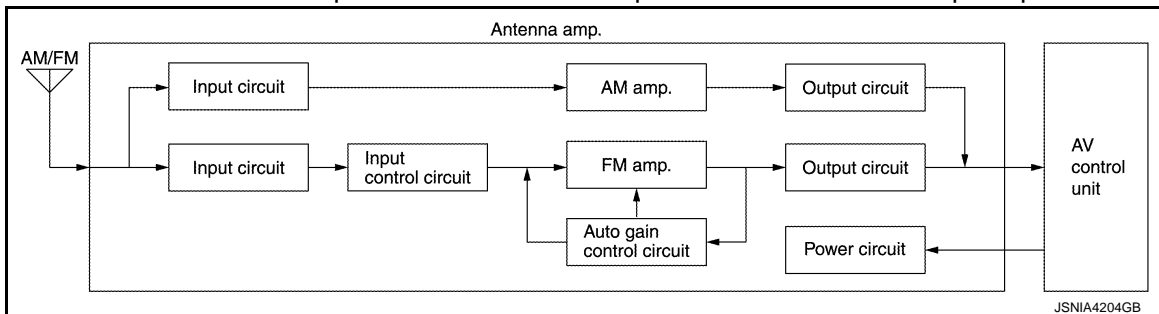 Antenna amp.
AM/FM
Input circuit
AM amp.
Output circuit
Input circuit
Input
control circuit
FM amp.
Output circuit
AV
control
unit
Auto gain
control circuit
Power circuit
JSNIA4204GB